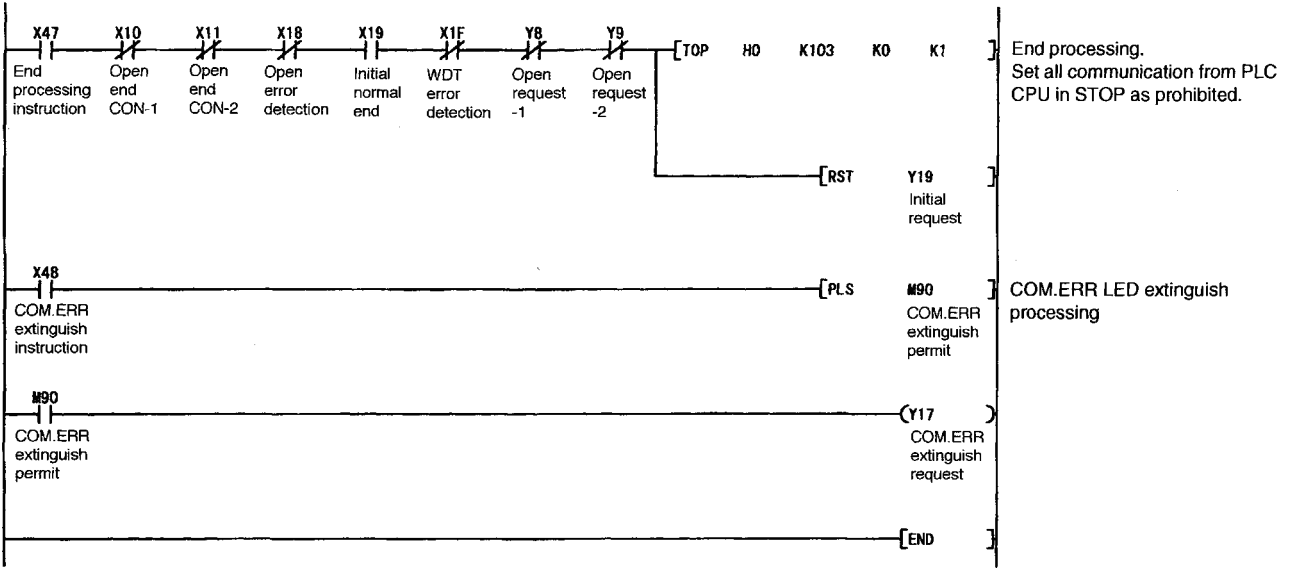 X47 X10 X11 X18 X19 X1F Y8 Y9
[TOP H0 K103 K0 K1 ]
End processing instruction
Open end CON-1
Open end CON-2
Open error detection
Initial normal end
WDT error detection
Open request -1
Open request -2
End processing.
Set all communication from PLC
CPU in STOP as prohibited.
[RST Y19 ]
Initial
request
X48
[PLS M90 ]
COM.ERR
extinguish
instruction
COM.ERR
extinguish
permit
COM.ERR LED extinguish
processing
M90
(Y17 )
COM.ERR
extinguish
permit
COM.ERR
extinguish
request
[END ]